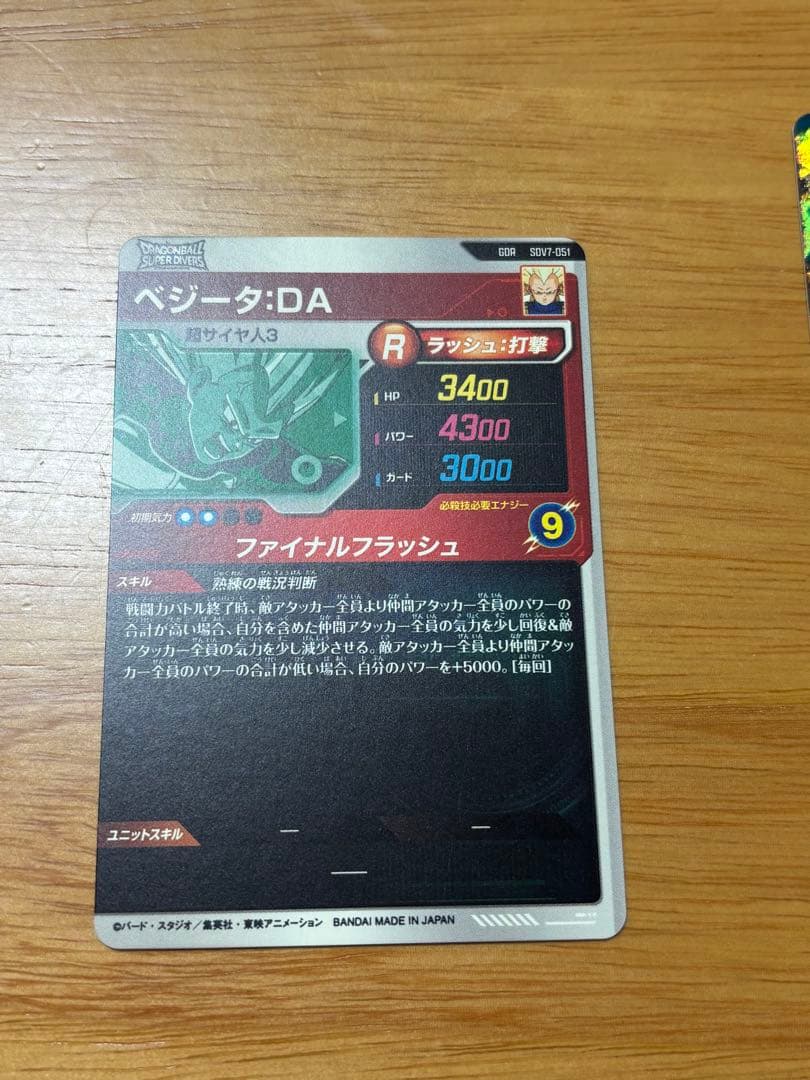 DRAGONBALL
SUPER DIVERS
GDR SDV7-051
ベジータ:DA
超サイヤ人3
R ラッシュ:打撃
HP 3400
パワー 4300
カード 3000
初期気力
必殺技必要エナジー
9
ファイナルフラッシュ
スキル 熟練の戦況判断
戦闘力バトル終了時、敵アタッカー全員より仲間アタッカー全員のパワーの
合計が高い場合、自分を含めた仲間アタッカー全員の気力を少し回復&敵
アタッカー全員の気力を少し減少させる。敵アタッカー全員より仲間アタッ
カー全員のパワーの合計が低い場合、自分のパワーを+5000。[毎回]
ユニットスキル ― ―
―
©バード・スタジオ/集英社・東映アニメーション BANDAI MADE IN JAPAN